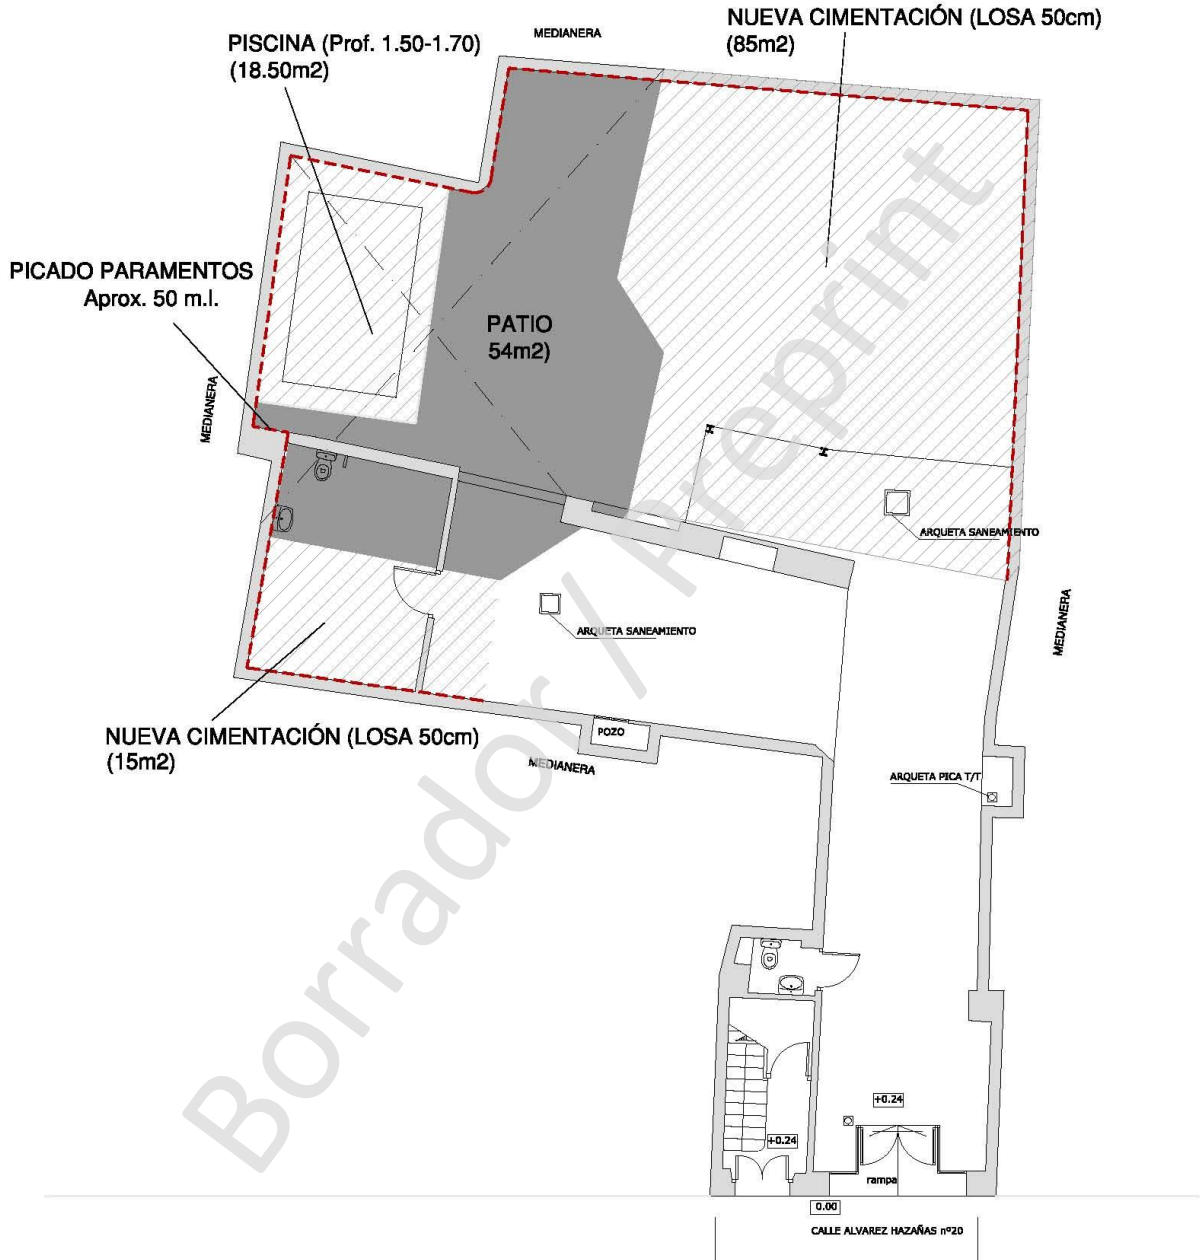 NUEVA CIMENTACIÓN (LOSA 50cm)
(85m2)
MEDIANERA
PISCINA (Prof. 1.50-1.70)
(18.50m2)
PICADO PARAMENTOS
Aprox. 50 m.l.
PATIO
54m2)
MEDIANERA
ARQUETA SANEAMIENTO
MEDIANERA
ARQUETA SANEAMIENTO
NUEVA CIMENTACIÓN (LOSA 50cm)
(15m2)
POZO
MEDIANERA
ARQUETA PICA T/T
+0.24
+0.24
rampa
0.00
CALLE ALVAREZ HAZAÑAS nº20
Borrador / Preprint